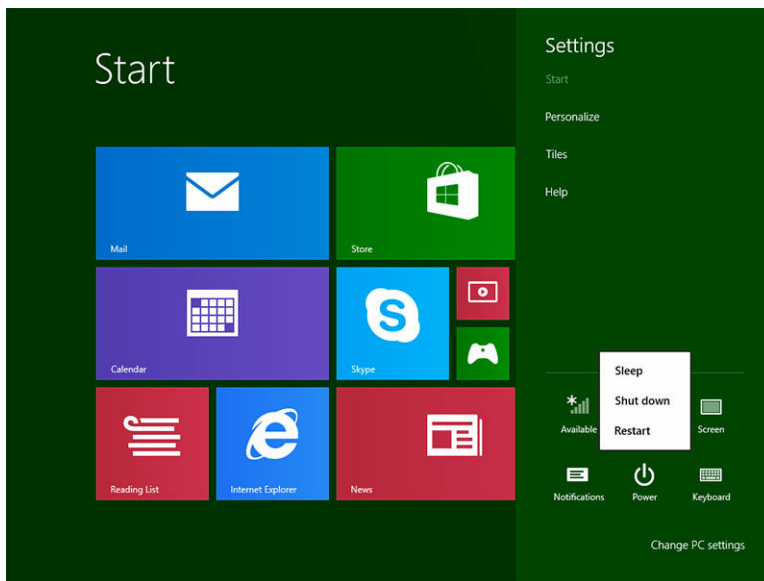 Start
Mail
Store
Calendar
S
Skype
Reading List
Internet Explorer
News
Settings
Start
Personalize
Tiles
Help
Sleep
Shut down
Restart
Available
Screen
Notifications
Power
Keyboard
Change PC settings